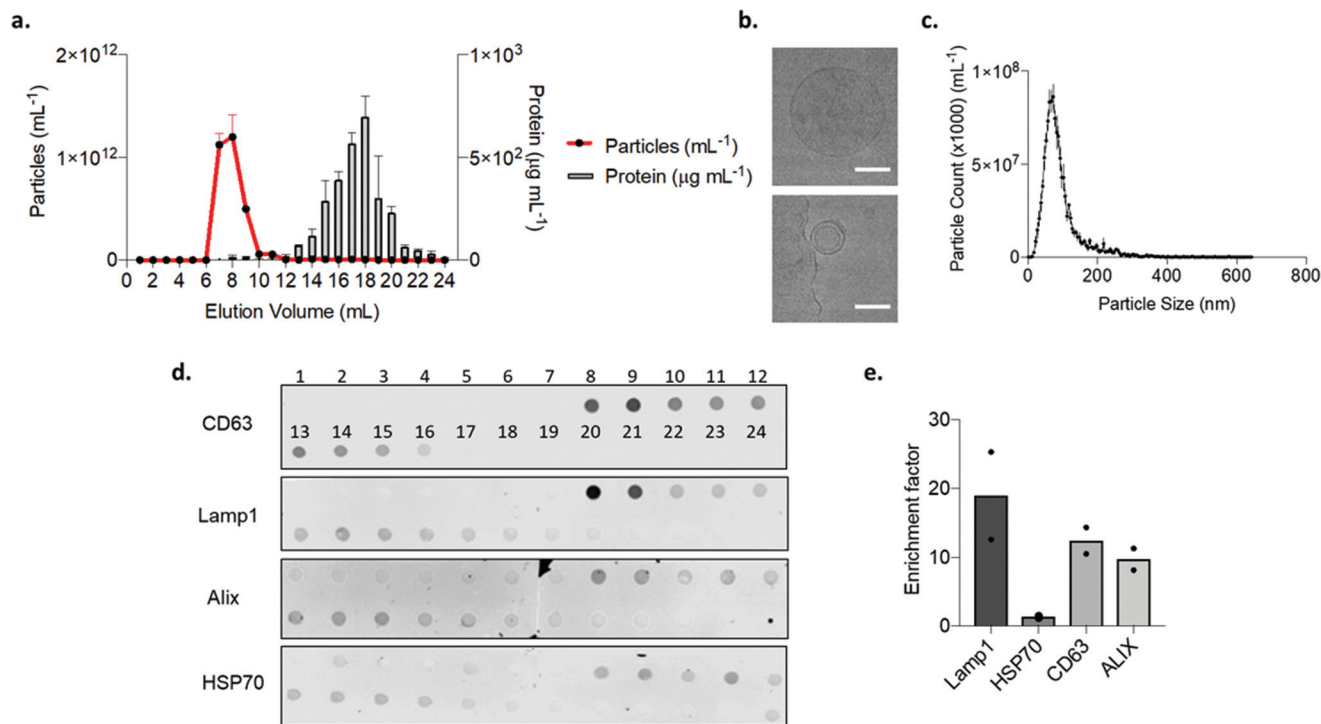 a.
2×10¹²
1×10¹²
0
Particles (mL⁻¹)
0 2 4 6 8 10 12 14 16 18 20 22 24
Elution Volume (mL)
1×10³
5×10²
0
Protein (µg mL⁻¹)
Particles (mL⁻¹)
Protein (µg mL⁻¹)
b.
c.
1×10⁸
5×10⁷
0
Particle Count (x1000) (mL⁻¹)
0 200 400 600 800
Particle Size (nm)
d.
1 2 3 4 5 6 7 8 9 10 11 12
CD63
13 14 15 16 17 18 19 20 21 22 23 24
Lamp1
Alix
HSP70
e.
30
20
10
0
Enrichment factor
Lamp1 HSP70 CD63 ALIX